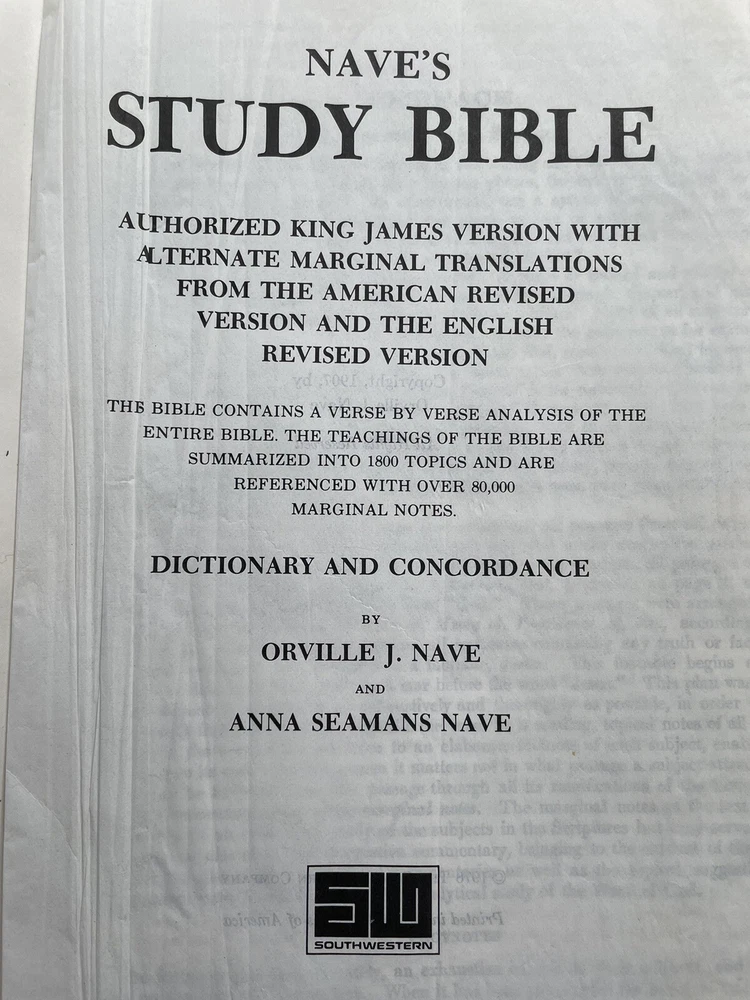 NAVE'S
STUDY BIBLE
AUTHORIZED KING JAMES VERSION WITH
ALTERNATE MARGINAL TRANSLATIONS
FROM THE AMERICAN REVISED
VERSION AND THE ENGLISH
REVISED VERSION
THE BIBLE CONTAINS A VERSE BY VERSE ANALYSIS OF THE
ENTIRE BIBLE. THE TEACHINGS OF THE BIBLE ARE
SUMMARIZED INTO 1800 TOPICS AND ARE
REFERENCED WITH OVER 80,000
MARGINAL NOTES.
DICTIONARY AND CONCORDANCE
BY
ORVILLE J. NAVE
AND
ANNA SEAMANS NAVE
SW
SOUTHWESTERN